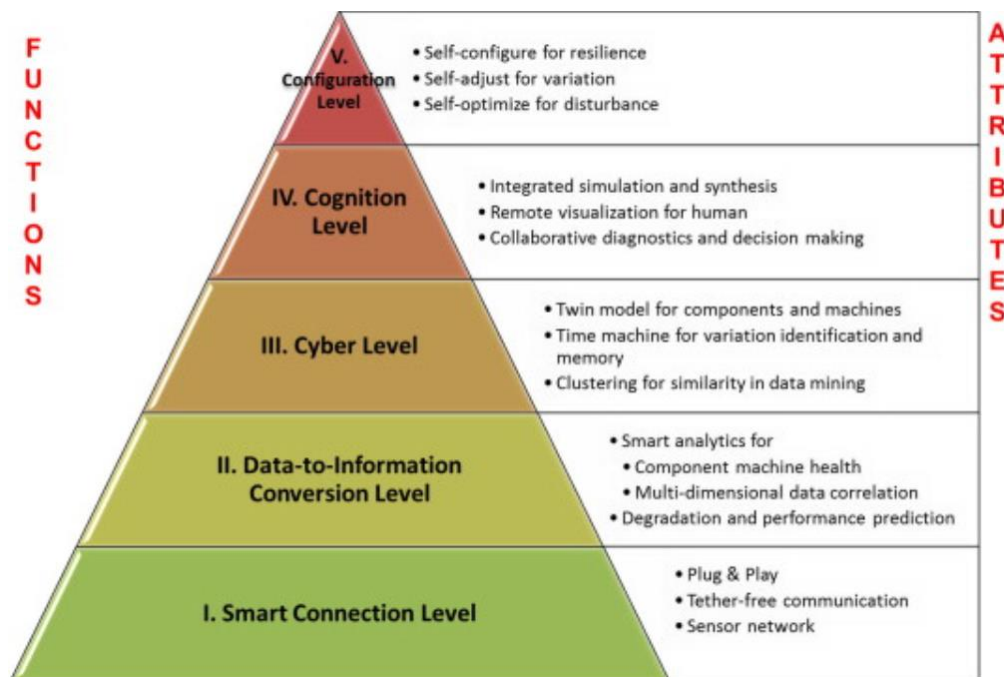 FUNCTIONS
ATTRIBUTES
V.
Configuration
Level
• Self-configure for resilience
• Self-adjust for variation
• Self-optimize for disturbance
IV. Cognition
Level
• Integrated simulation and synthesis
• Remote visualization for human
• Collaborative diagnostics and decision making
III. Cyber Level
• Twin model for components and machines
• Time machine for variation identification and
memory
• Clustering for similarity in data mining
II. Data-to-Information
Conversion Level
• Smart analytics for
• Component machine health
• Multi-dimensional data correlation
• Degradation and performance prediction
I. Smart Connection Level
• Plug & Play
• Tether-free communication
• Sensor network